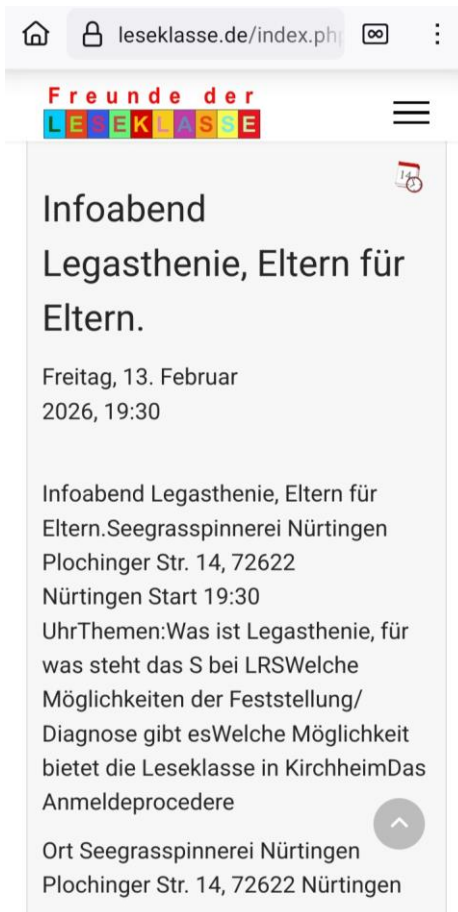 leseklasse.de/index.php
Freunde der
LESEKLASSE
14
Infoabend
Legasthenie, Eltern für
Eltern.
Freitag, 13. Februar
2026, 19:30
Infoabend Legasthenie, Eltern für
Eltern.Seegrasspinnerei Nürtingen
Plochinger Str. 14, 72622
Nürtingen Start 19:30
UhrThemen:Was ist Legasthenie, für
was steht das S bei LRSWelche
Möglichkeiten der Feststellung/
Diagnose gibt esWelche Möglichkeit
bietet die Leseklasse in KirchheimDas
Anmeldeprocedere
Ort Seegrasspinnerei Nürtingen
Plochinger Str. 14, 72622 Nürtingen